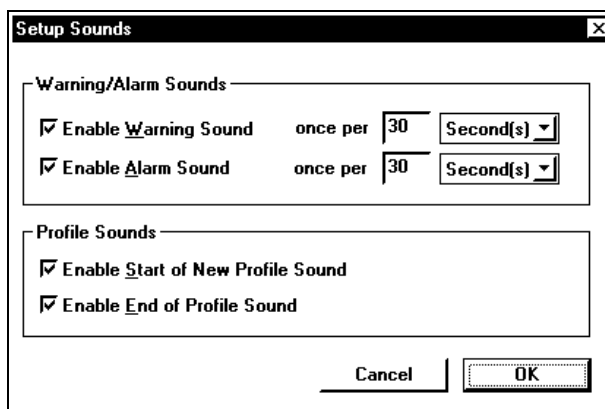 Setup Sounds
Warning/Alarm Sounds
Enable Warning Sound once per 30 Second(s)
Enable Alarm Sound once per 30 Second(s)
Profile Sounds
Enable Start of New Profile Sound
Enable End of Profile Sound
Cancel OK